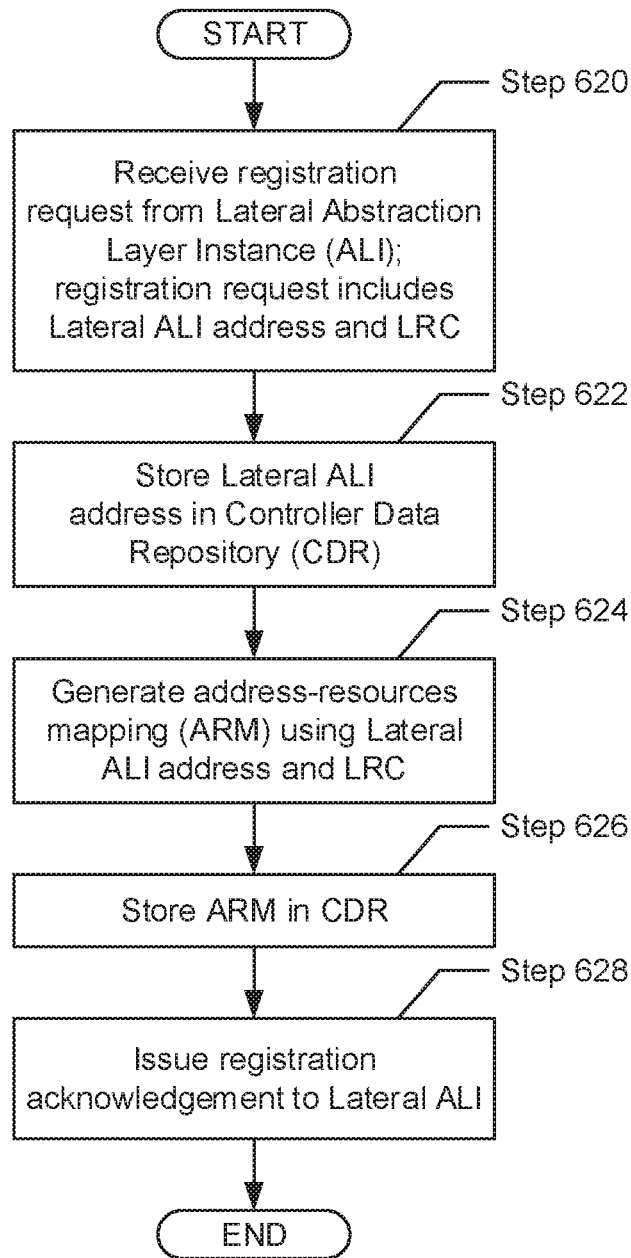 START
Step 620
Receive registration
request from Lateral Abstraction
Layer Instance (ALI);
registration request includes
Lateral ALI address and LRC
Step 622
Store Lateral ALI
address in Controller Data
Repository (CDR)
Step 624
Generate address-resources
mapping (ARM) using Lateral
ALI address and LRC
Step 626
Store ARM in CDR
Step 628
Issue registration
acknowledgement to Lateral ALI
END